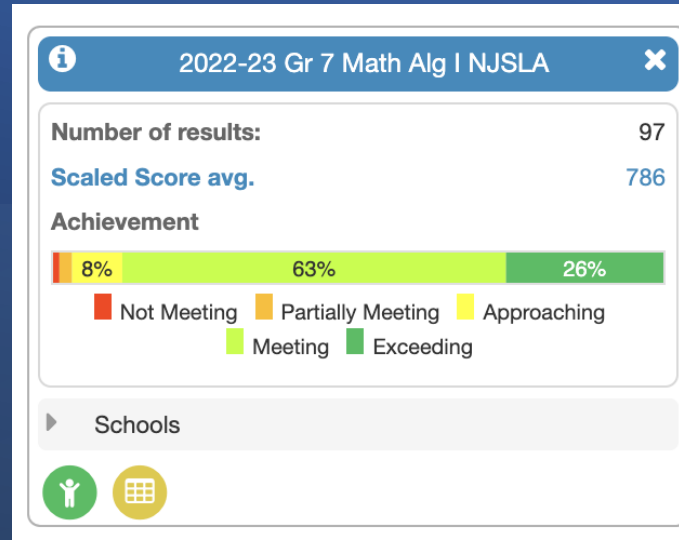 2022-23 Gr 7 Math Alg I NJSLA
Number of results: 97
Scaled Score avg. 786
Achievement
8% 63% 26%
Not Meeting Partially Meeting Approaching
Meeting Exceeding
Schools